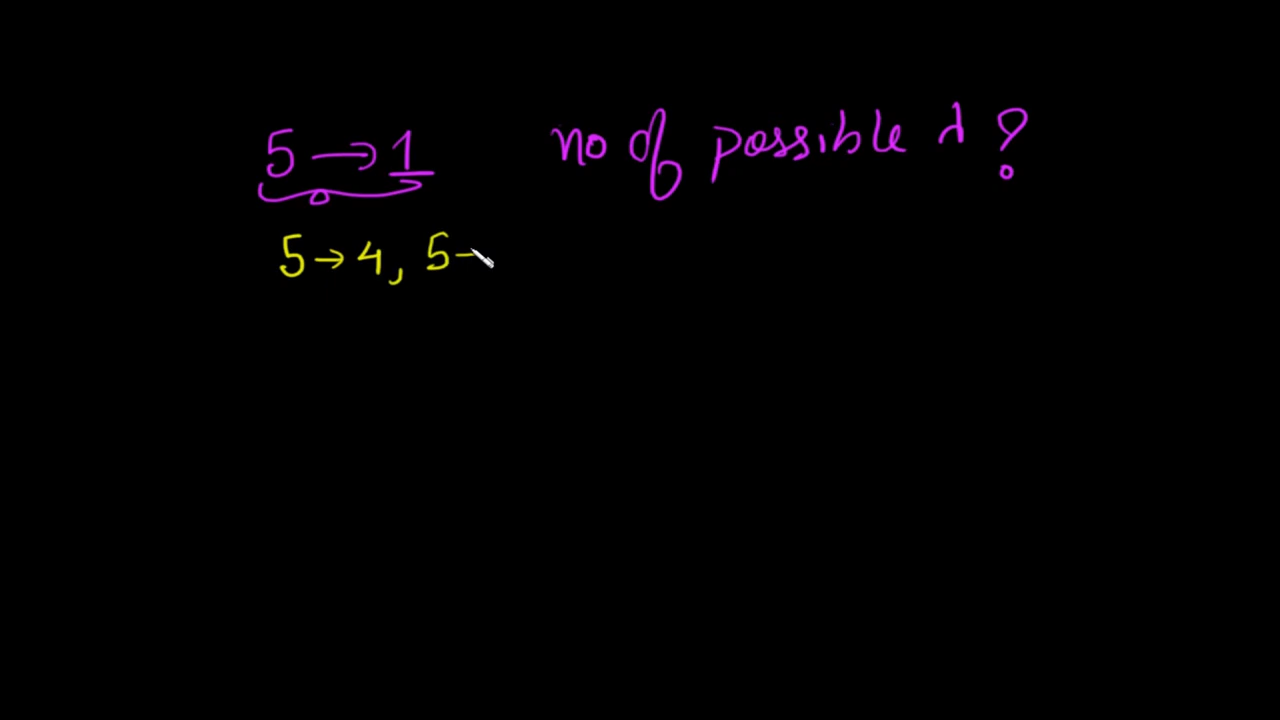 5 → 1 no of possible λ ?
5 → 4 , 5 -